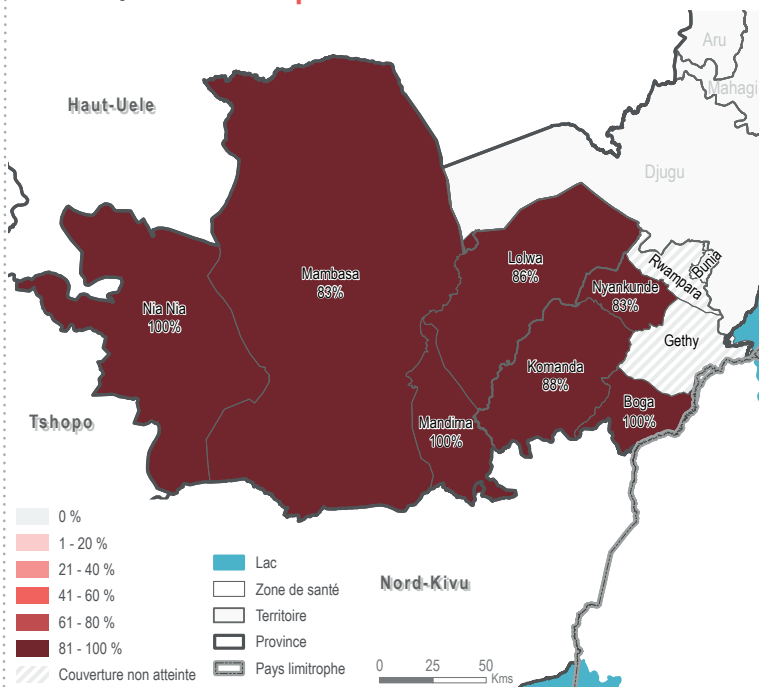 Aru
Mahagi
Haut-Uele
Djugu
Lolwa
86%
Rwampara
Bunia
Mambasa
83%
Nyankunde
83%
Nia Nia
100%
Gethy
Komanda
88%
Boga
100%
Tshopo
Mandima
100%
0 %
1 - 20 %
21 - 40 %
41 - 60 %
61 - 80 %
81 - 100 %
Couverture non atteinte
Lac
Zone de santé
Territoire
Province
Pays limitrophe
Nord-Kivu
0 25 50
Kms